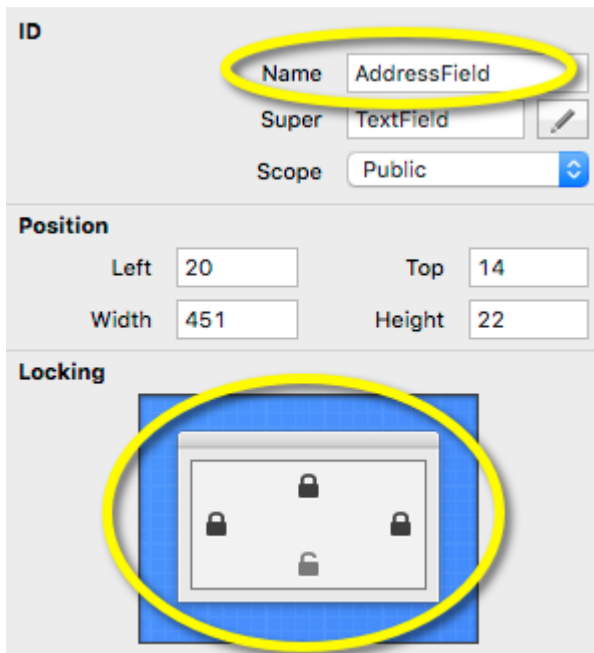 ID
Name AddressField
Super TextField
Scope Public
Position
Left 20 Top 14
Width 451 Height 22
Locking